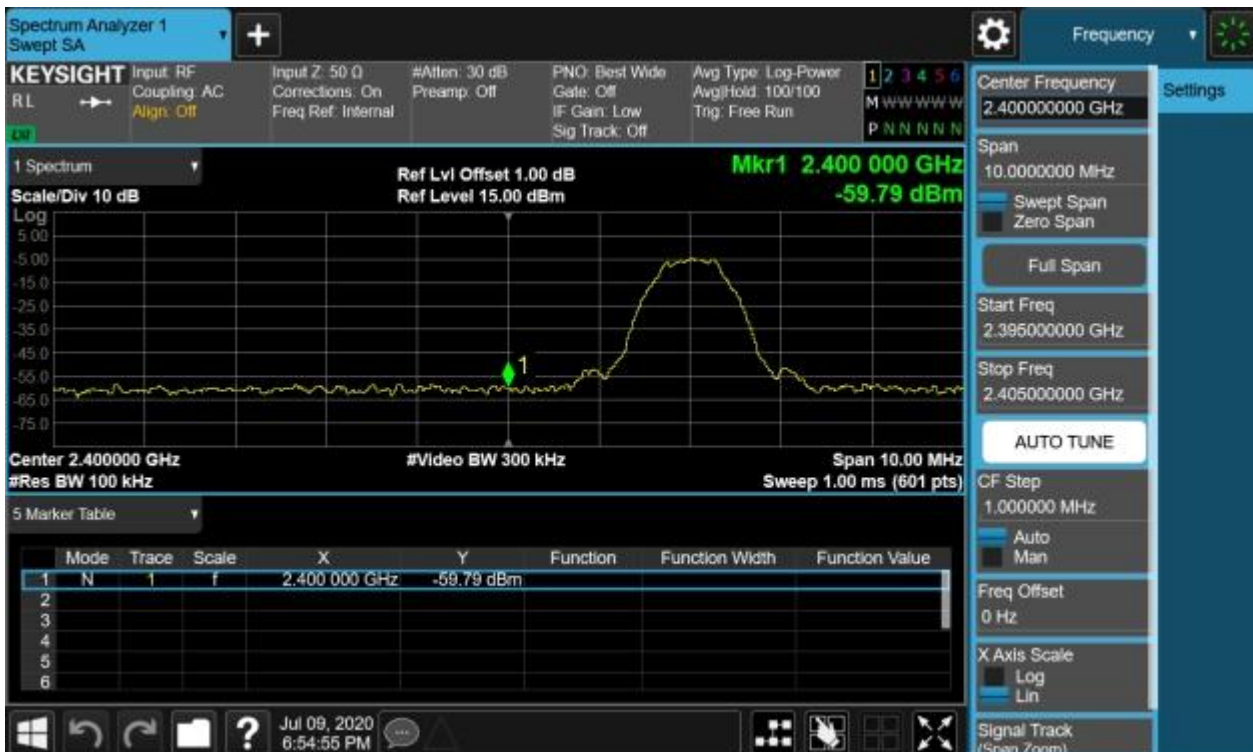 Spectrum Analyzer 1
Swept SA
Frequency
KEYSIGHT
RL
Input: RF
Coupling: AC
Align: Off
Input Z: 50 Ω
Corrections: On
Freq Ref: Internal
#Atten: 30 dB
Preamp: Off
PNO: Best Wide
Gate: Off
IF Gain: Low
Sig Track: Off
Avg Type: Log-Power
Avg|Hold: 100/100
Trig: Free Run
1 2 3 4 5 6
M W W W W W
P N N N N N
1 Spectrum
Scale/Div 10 dB
Ref Lvl Offset 1.00 dB
Ref Level 15.00 dBm
Mkr1 2.400 000 GHz
-59.79 dBm
Log
5.00
-5.00
-15.0
-25.0
-35.0
-45.0
-55.0
-65.0
-75.0
1
Center 2.400000 GHz
#Res BW 100 kHz
#Video BW 300 kHz
Span 10.00 MHz
Sweep 1.00 ms (601 pts)
5 Marker Table
Mode Trace Scale X Y Function Function Width Function Value
1 N 1 f 2.400 000 GHz -59.79 dBm
2
3
4
5
6
Jul 09, 2020
6:54:55 PM
Center Frequency
2.400000000 GHz
Settings
Span
10.0000000 MHz
Swept Span
Zero Span
Full Span
Start Freq
2.395000000 GHz
Stop Freq
2.405000000 GHz
AUTO TUNE
CF Step
1.000000 MHz
Auto
Man
Freq Offset
0 Hz
X Axis Scale
Log
Lin
Signal Track
(Span Zoom)